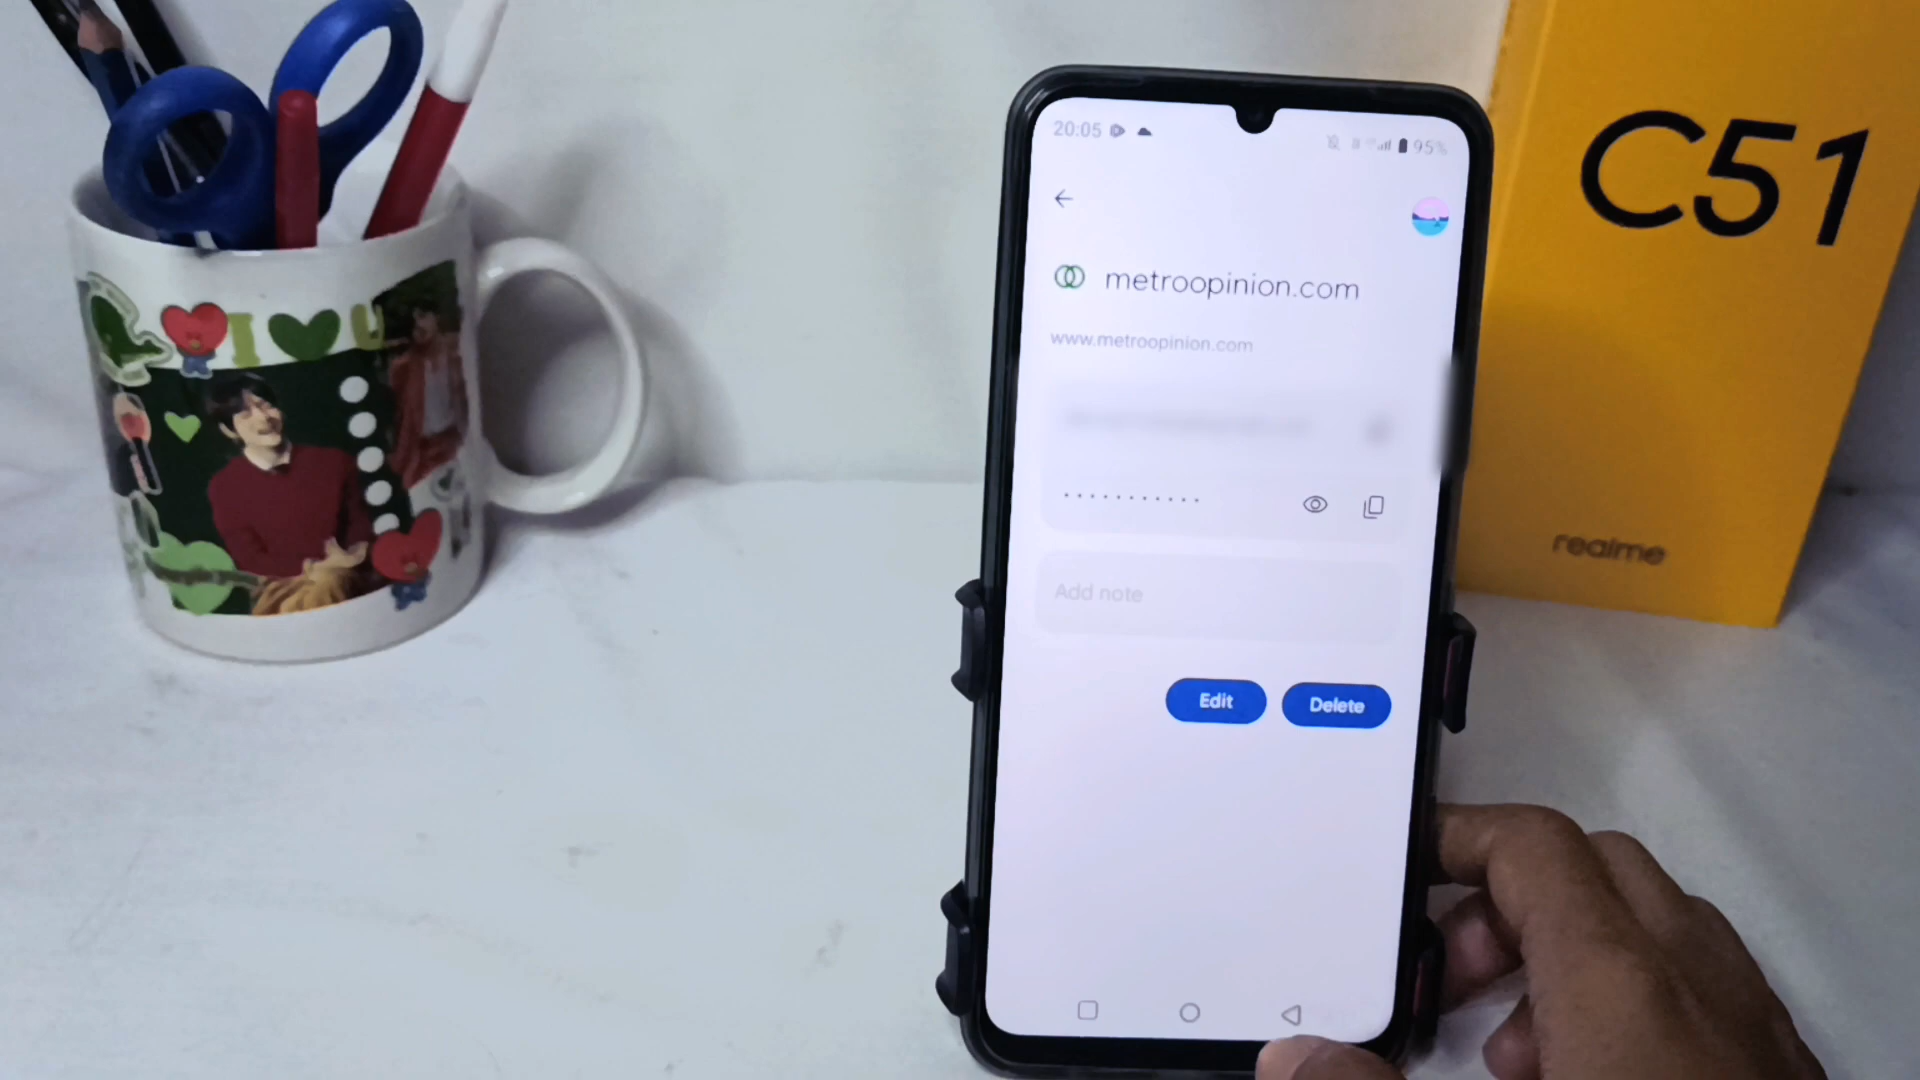 I U
20:05
95%
metroopinion.com
www.metroopinion.com
Add note
Edit
Delete
C51
realme